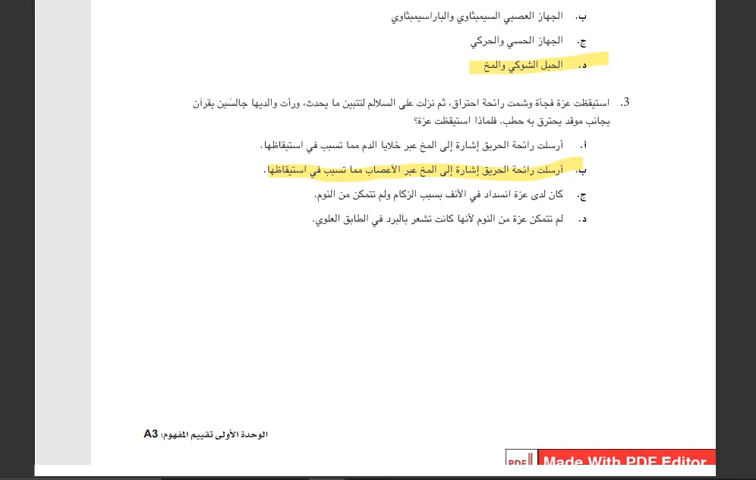 ب. الجهاز العصبي السيمبثاوي والباراسيمبثاوي
ج. الجهاز الحسي والحركي
د. الحبل الشوكي والمخ
3. استيقظت عزة فجأة وشمت رائحة احتراق، ثم نزلت على السلالم لتتبين ما يحدث، ورأت والديها جالسَين يقرآن
بجانب موقد يحترق به حطب. فلماذا استيقظت عزة؟
أ. أرسلت رائحة الحريق إشارة إلى المخ عبر خلايا الدم مما تسبب في استيقاظها.
ب. أرسلت رائحة الحريق إشارة إلى المخ عبر الأعصاب مما تسبب في استيقاظها.
ج. كان لدى عزة انسداد في الأنف بسبب الزكام ولم تتمكن من النوم.
د. لم تتمكن عزة من النوم لأنها كانت تشعر بالبرد في الطابق العلوي.
الوحدة الأولى تقييم المفهوم: A3
PDF Made With PDF Editor